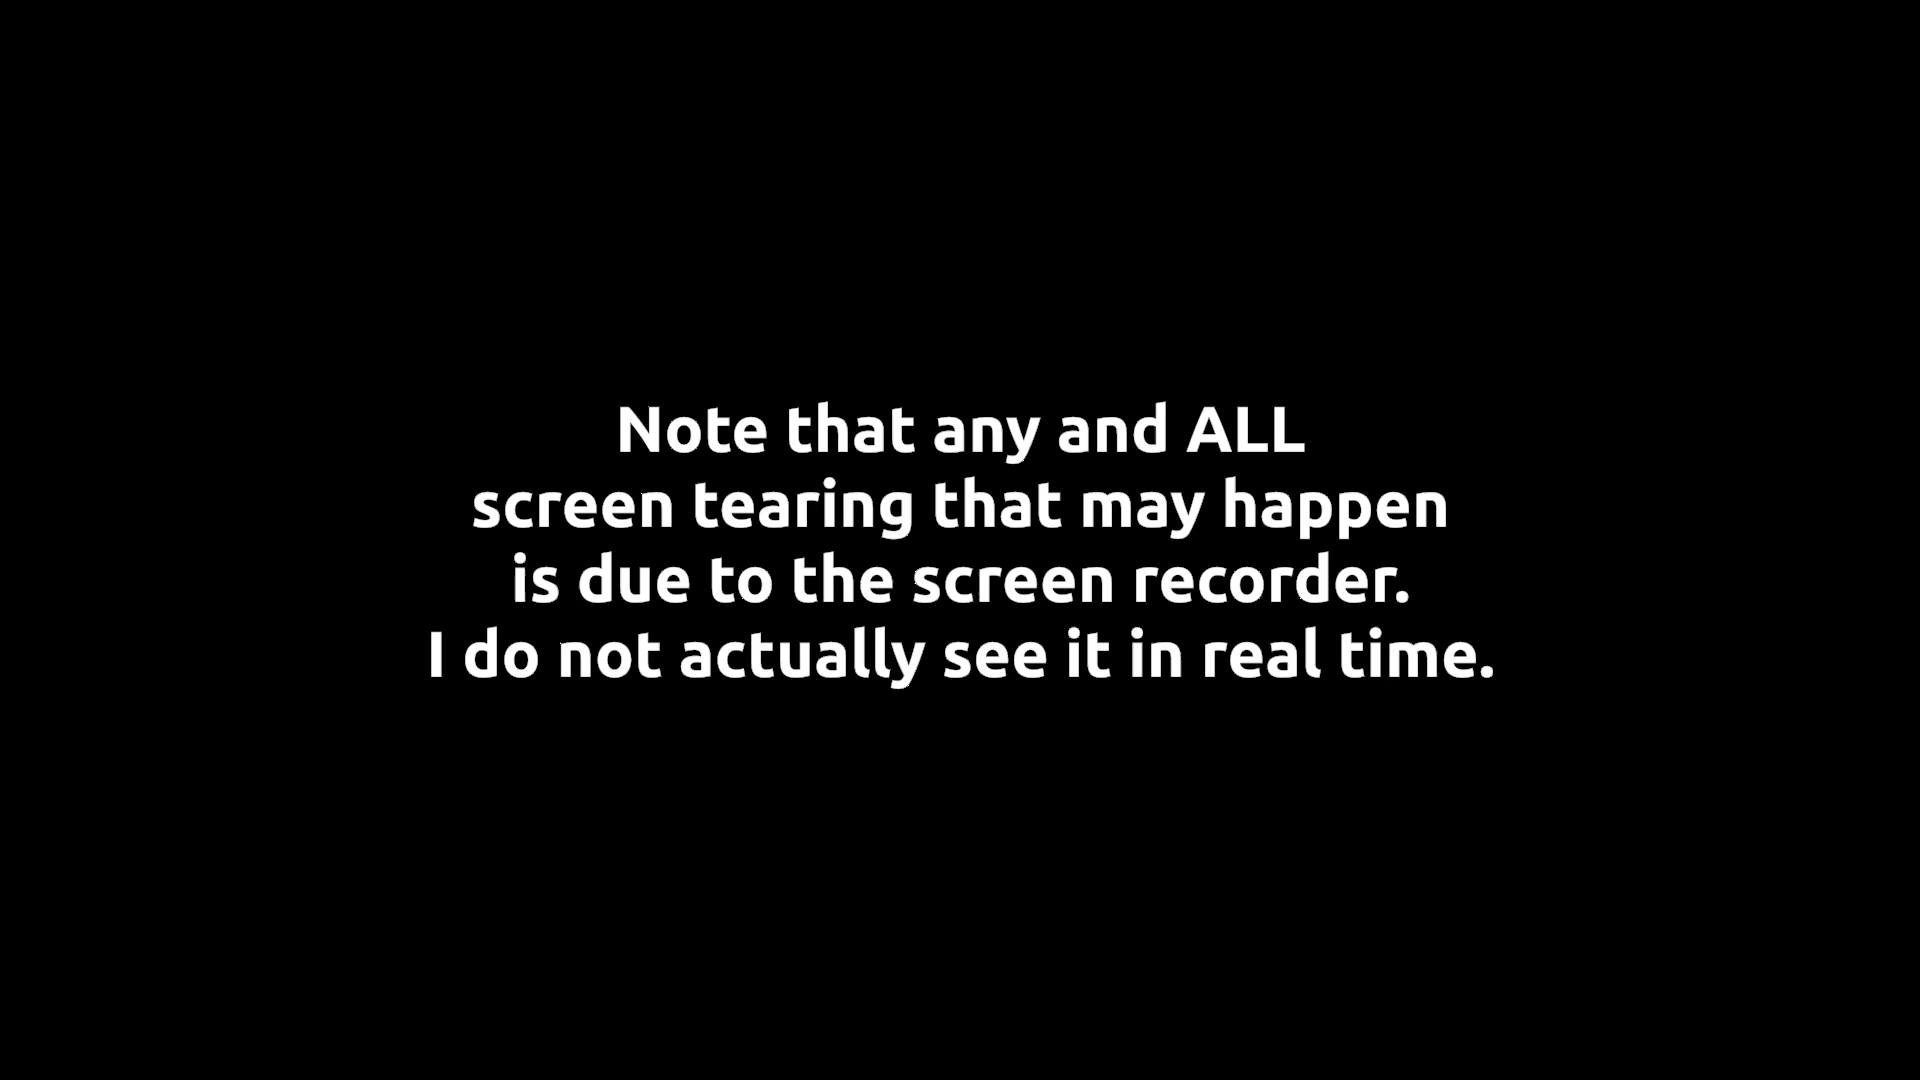 Note that any and ALL
screen tearing that may happen
is due to the screen recorder.
I do not actually see it in real time.